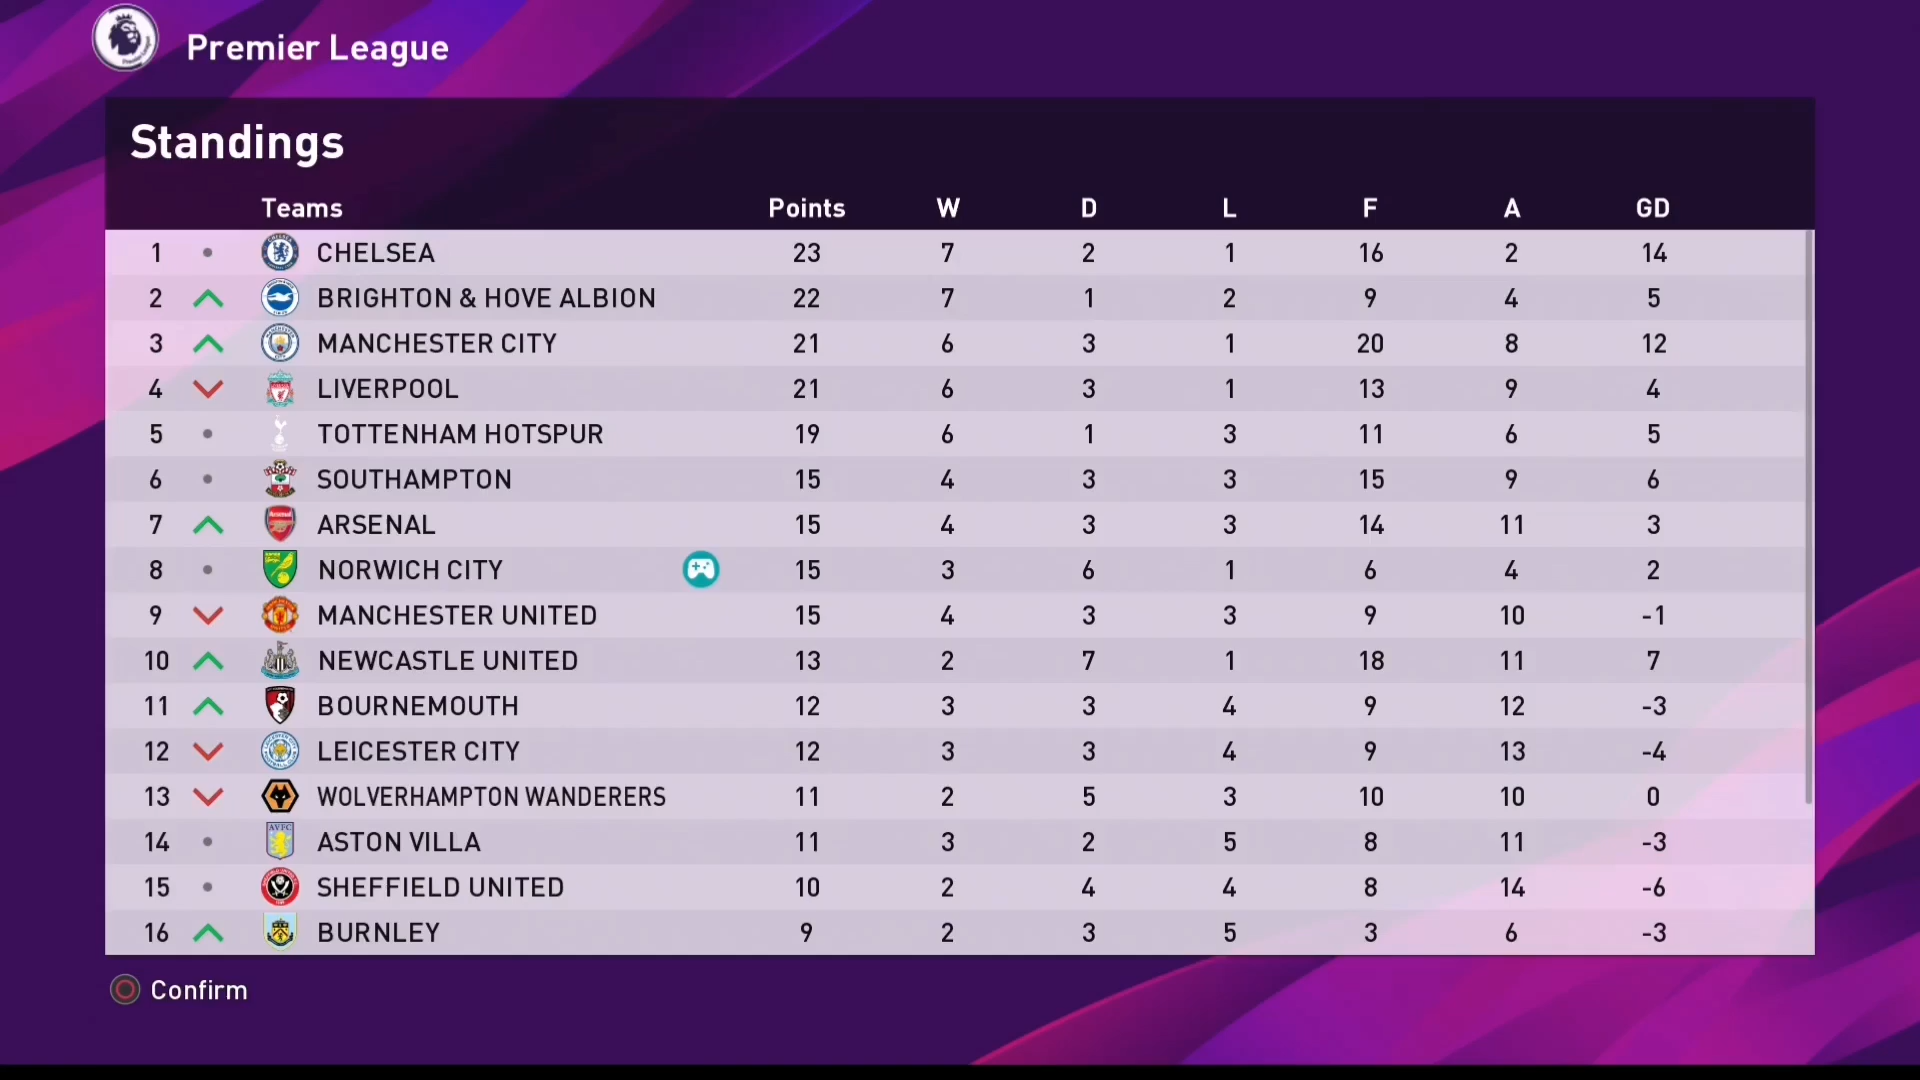 Premier League
Standings
Teams Points W D L F A GD
1 CHELSEA 23 7 2 1 16 2 14
2 BRIGHTON & HOVE ALBION 22 7 1 2 9 4 5
3 MANCHESTER CITY 21 6 3 1 20 8 12
4 LIVERPOOL 21 6 3 1 13 9 4
5 TOTTENHAM HOTSPUR 19 6 1 3 11 6 5
6 SOUTHAMPTON 15 4 3 3 15 9 6
7 ARSENAL 15 4 3 3 14 11 3
8 NORWICH CITY 15 3 6 1 6 4 2
9 MANCHESTER UNITED 15 4 3 3 9 10 -1
10 NEWCASTLE UNITED 13 2 7 1 18 11 7
11 BOURNEMOUTH 12 3 3 4 9 12 -3
12 LEICESTER CITY 12 3 3 4 9 13 -4
13 WOLVERHAMPTON WANDERERS 11 2 5 3 10 10 0
14 ASTON VILLA 11 3 2 5 8 11 -3
15 SHEFFIELD UNITED 10 2 4 4 8 14 -6
16 BURNLEY 9 2 3 5 3 6 -3
Confirm